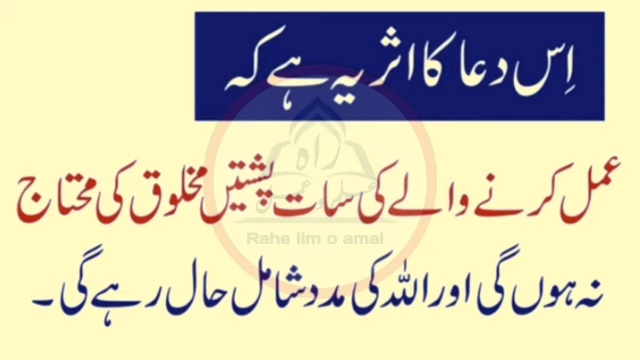 اِس دعا کا اثر یہ ہے کہ
عمل کرنے والے کی سات پشتیں مخلوق کی محتاج
نہ ہوں گی اور اللہ کی مدد شامل حال رہے گی۔
راہ
Rahe ilm o amal